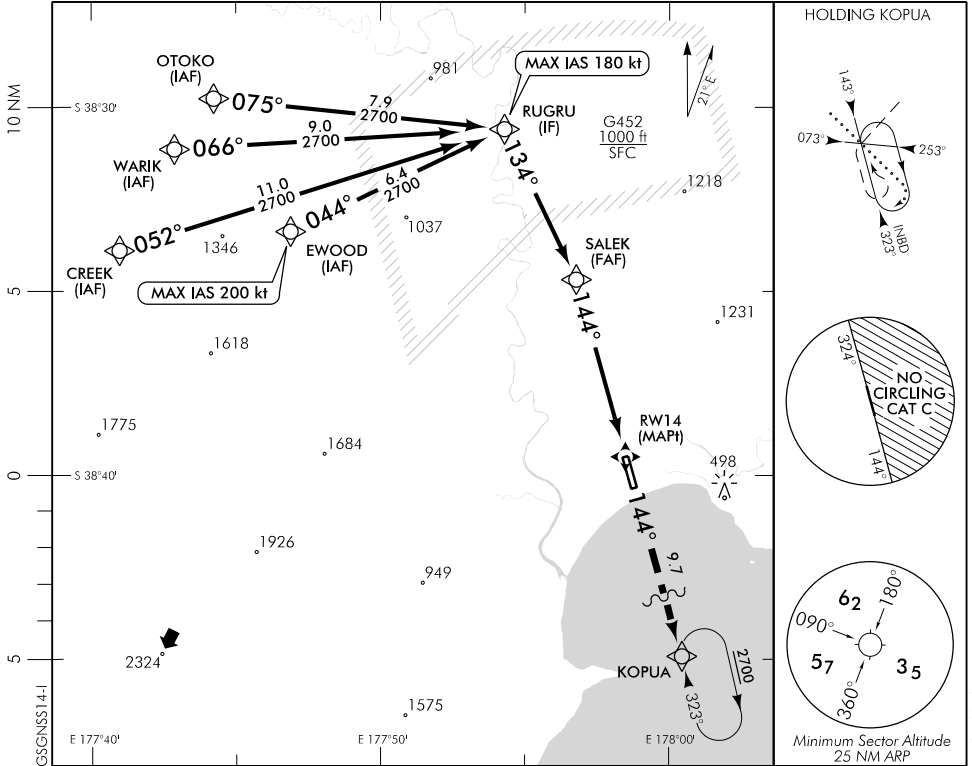 OTOKO
(IAF)
075°
7.9
2700
981
MAX IAS 180 kt
RUGRU
(IF)
G452
1000 ft
SFC
21°E
10 NM
S 38°30'
WARIK
(IAF)
066°
9.0
2700
134°
1218
11.0
2700
6.4
2700
052°
044°
1037
1346
CREEK
(IAF)
EWOOD
(IAF)
MAX IAS 200 kt
SALEK
(FAF)
5
144°
1231
1618
1775
1684
RW14
(MAPt)
498
0
S 38°40'
144°
9.7
1926
949
2324
5
KOPUA
2700
323°
1575
E 177°40'
E 177°50'
E 178°00'
GSGNSS14-I
HOLDING KOPUA
143°
073°
253°
323°
INBD
324°
NO
CIRCLING
CAT C
144°
62
180°
090°
57
35
360°
Minimum Sector Altitude
25 NM ARP